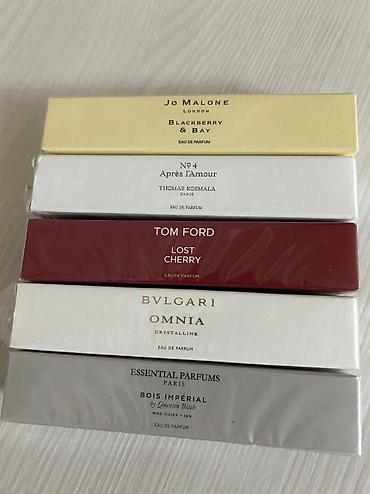 JO MALONE
LONDON
BLACKBERRY
& BAY
EAU DE PARFUM
Nº 4
Après l'Amour
THOMAS KOSMALA
PARIS
EAU DE PARFUM
TOM FORD
LOST
CHERRY
EAU DE PARFUM
BVLGARI
OMNIA
CRYSTALLINE
EAU DE PARFUM
ESSENTIAL PARFUMS
PARIS
BOIS IMPÉRIAL
by Quentin Bisch
EAU DE PARFUM